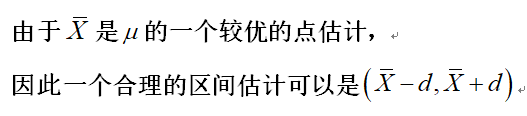 由于 X̄ 是 μ 的一个较优的点估计，
因此一个合理的区间估计可以是(X̄ − d, X̄ + d)